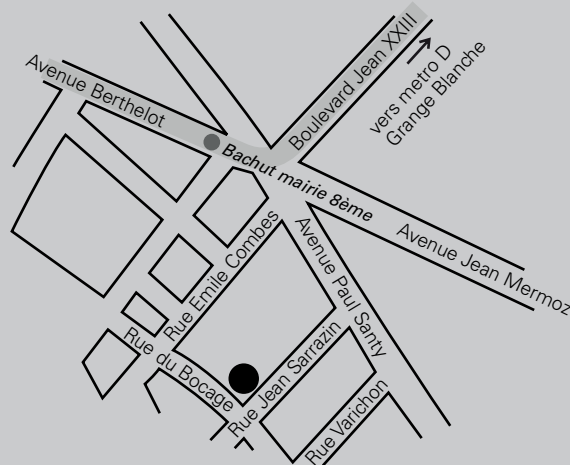 Avenue Berthelot
Boulevard Jean XXIII
vers metro D
Grange Blanche
Bachut mairie 8ème
Avenue Jean Mermoz
Rue Emile Combes
Avenue Paul Santy
Rue du Bocage
Rue Jean Sarrazin
Rue Varichon